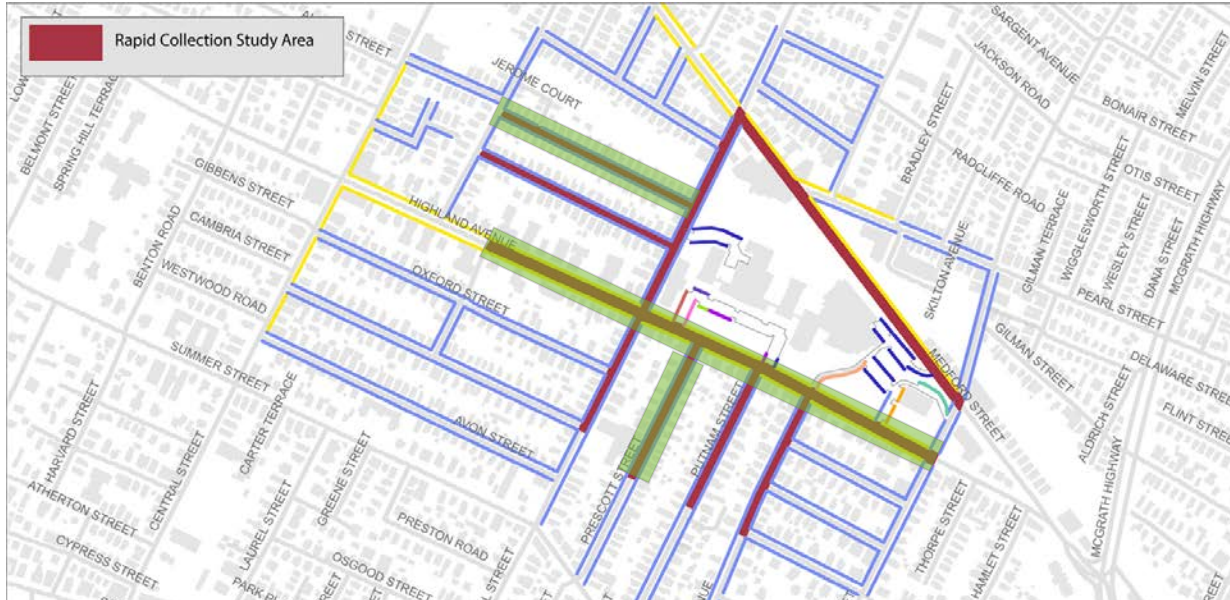 Rapid Collection Study Area
STREET
SARGENT AVENUE
JACKSON ROAD
MELVIN STREET
BONAIR STREET
JEROME COURT
BELMONT STREET
SPRING HILL TERRACE
BRADLEY STREET
RADCLIFFE ROAD
OTIS STREET
GIBBENS STREET
CAMBRIA STREET
WESTWOOD ROAD
BENTON ROAD
HIGHLAND AVENUE
OXFORD STREET
SKILTON AVENUE
GILMAN TERRACE
WIGGLESWORTH STREET
WESLEY STREET
DANA STREET
MCGRATH HIGHWAY
PEARL STREET
GILMAN STREET
SUMMER STREET
MEDFORD STREET
DELAWARE STREE
FLINT STRE
HARVARD STREET
CARTER TERRACE
AVON STREET
PUTNAM STREET
PRESCOTT STREET
ALDRICH STREET
MCGRATH HIGHWAY
ATHERTON STREET
CENTRAL STREET
LAUREL STREET
GREENE STREET
PRESTON ROAD
THORPE STREET
HAMLET STREET
CYPRESS STREET
OSGOOD STREET
STREET